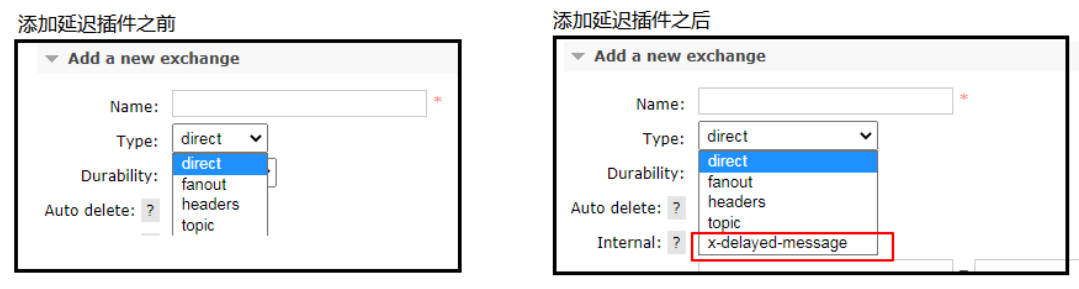 添加延迟插件之前
Add a new exchange
Name: *
Type: direct
direct
Durability:
fanout
headers
Auto delete: ?
topic
添加延迟插件之后
Add a new exchange
Name: *
Type: direct
direct
Durability:
fanout
headers
Auto delete: ?
topic
Internal: ? x-delayed-message
=